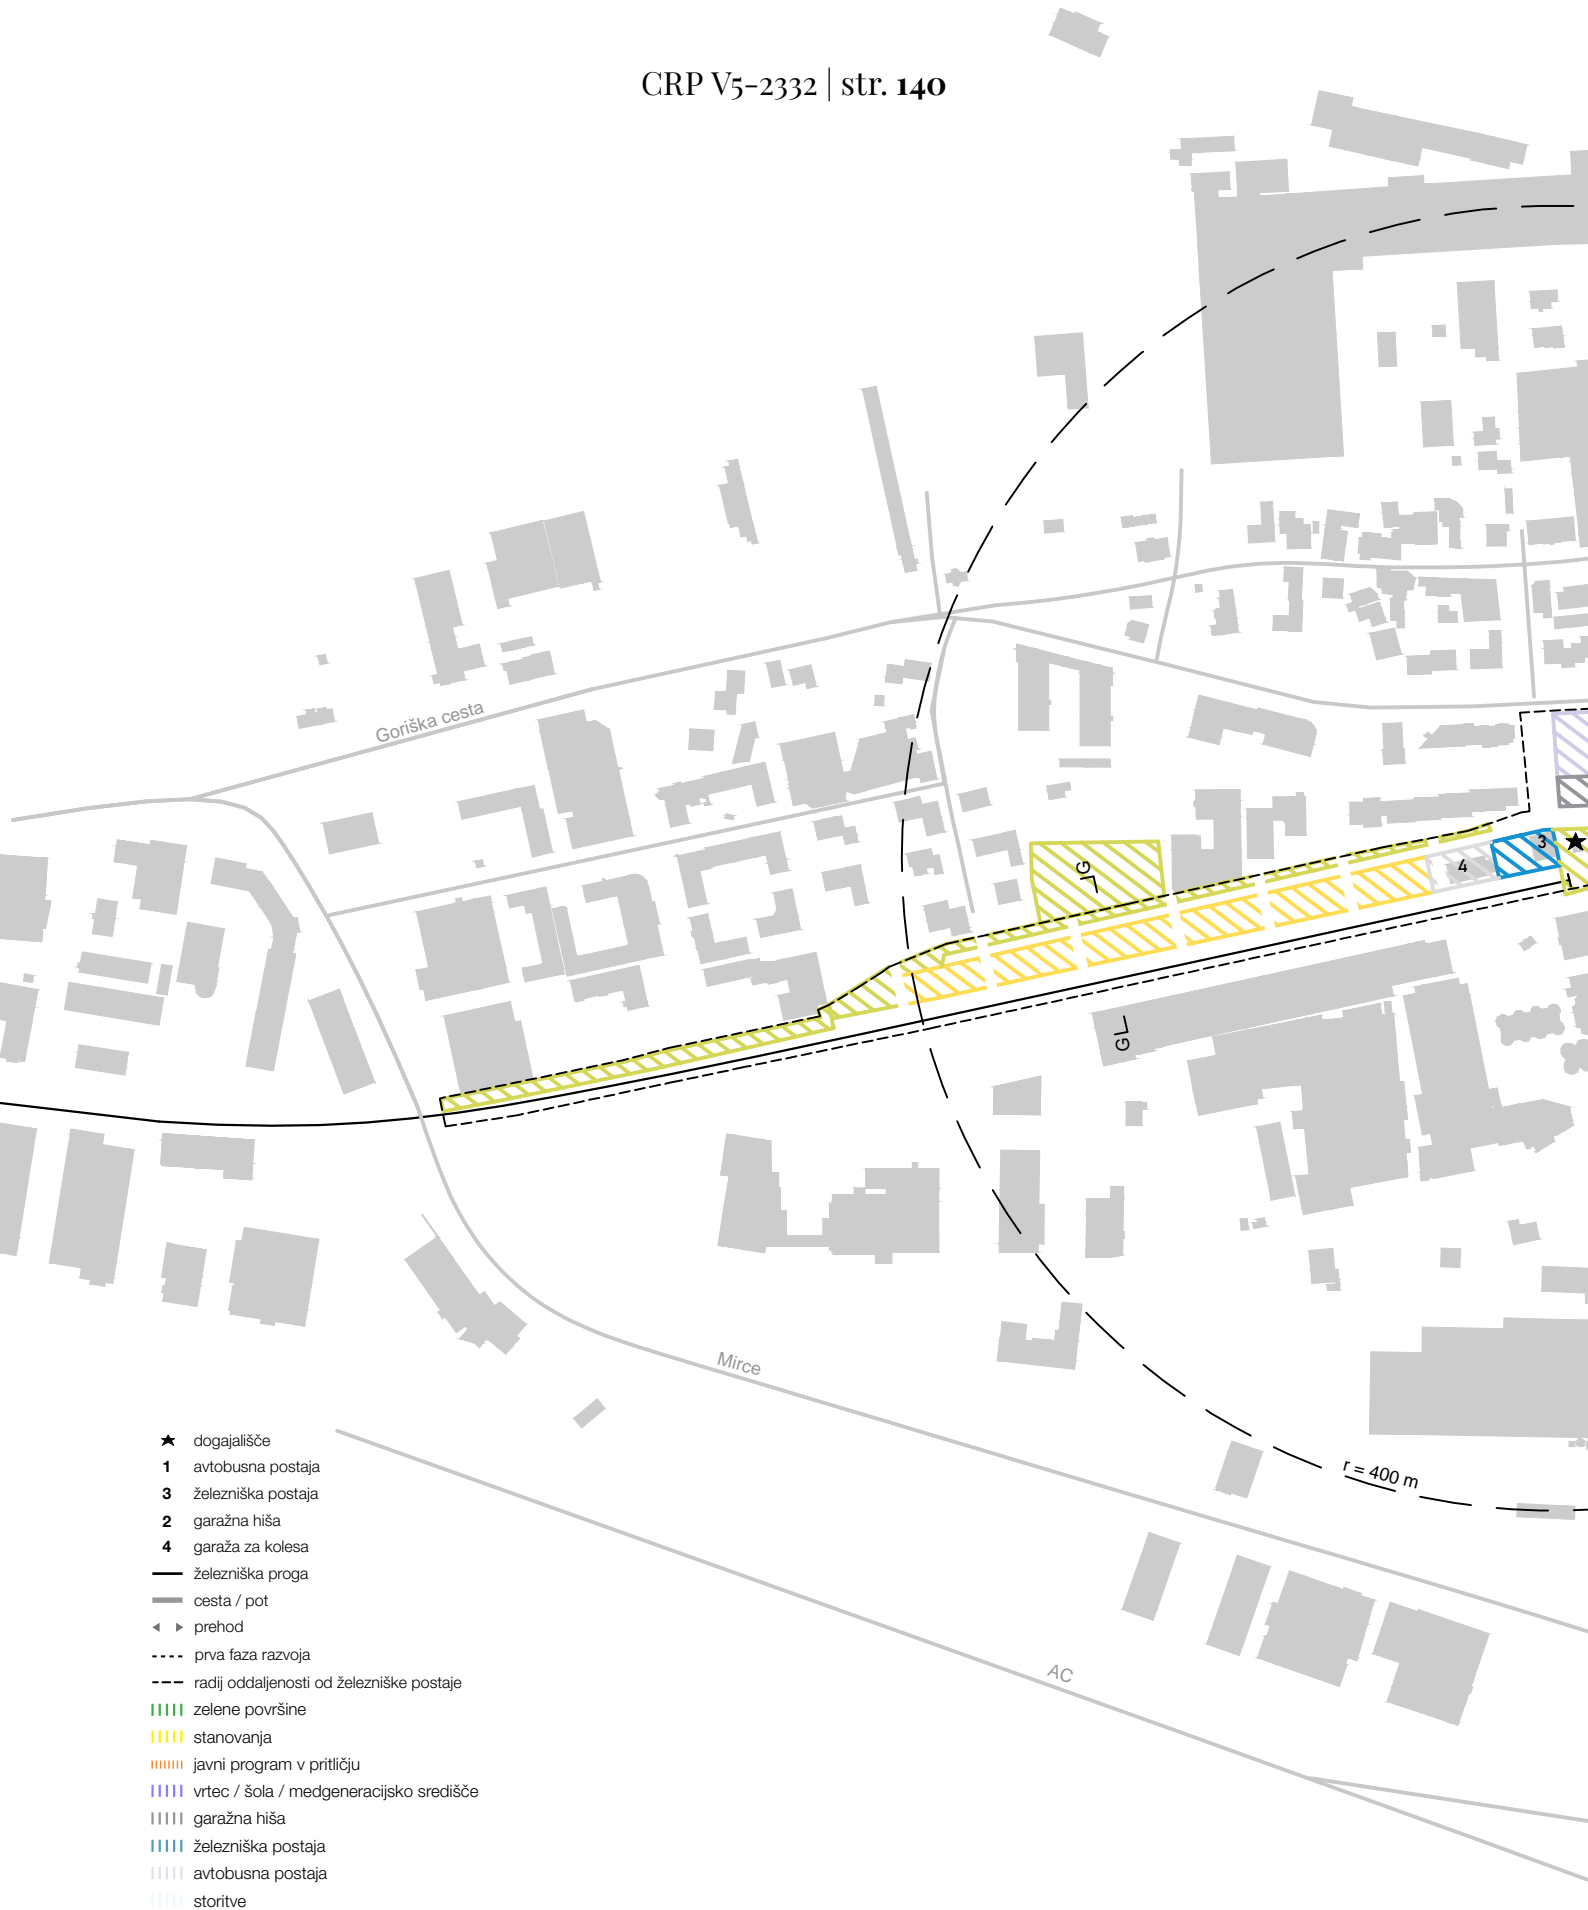 CRP V5-2332 | str. 140
Goriška cesta
G
3
4
G
Mirce
r = 400 m
AC
★ dogajališče
1 avtobusna postaja
3 železniška postaja
2 garažna hiša
4 garaža za kolesa
železniška proga
cesta / pot
prehod
prva faza razvoja
radij oddaljenosti od železniške postaje
zelene površine
stanovanja
javni program v pritličju
vrtec / šola / medgeneracijsko središče
garažna hiša
železniška postaja
avtobusna postaja
storitve